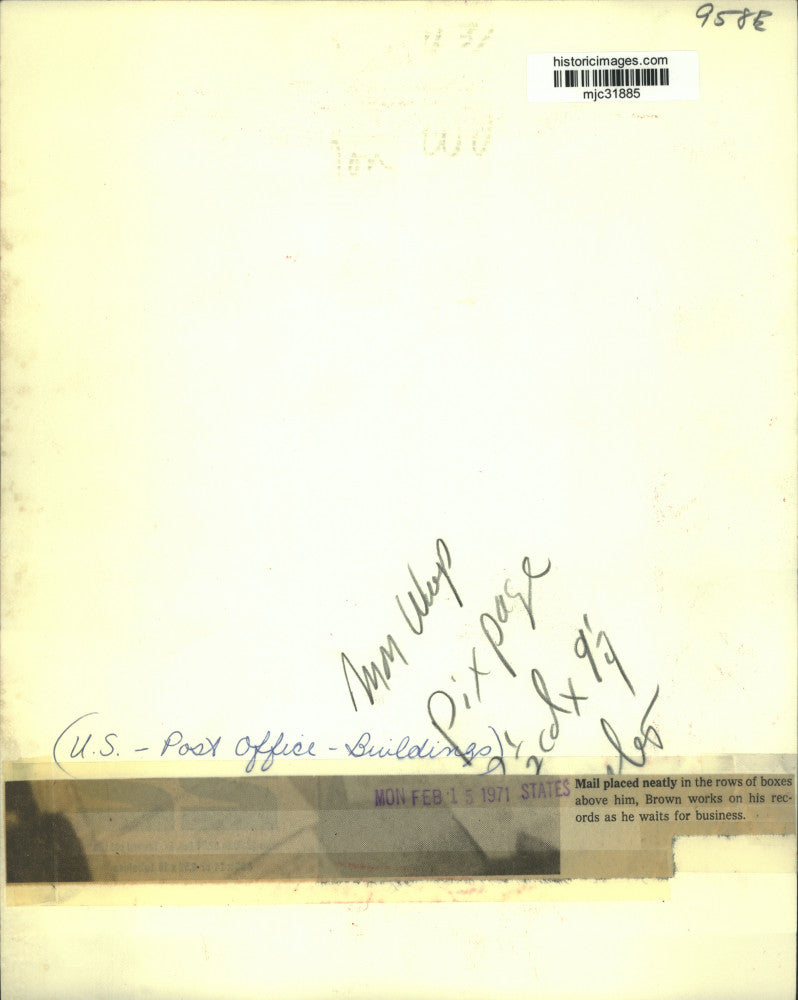 958E
historicimages.com
mjc31885
Mon
Pix page
(U.S. - Post Office - Buildings)
MON FEB 15 1971 STATES
Mail placed neatly in the rows of boxes
above him, Brown works on his rec-
ords as he waits for business.